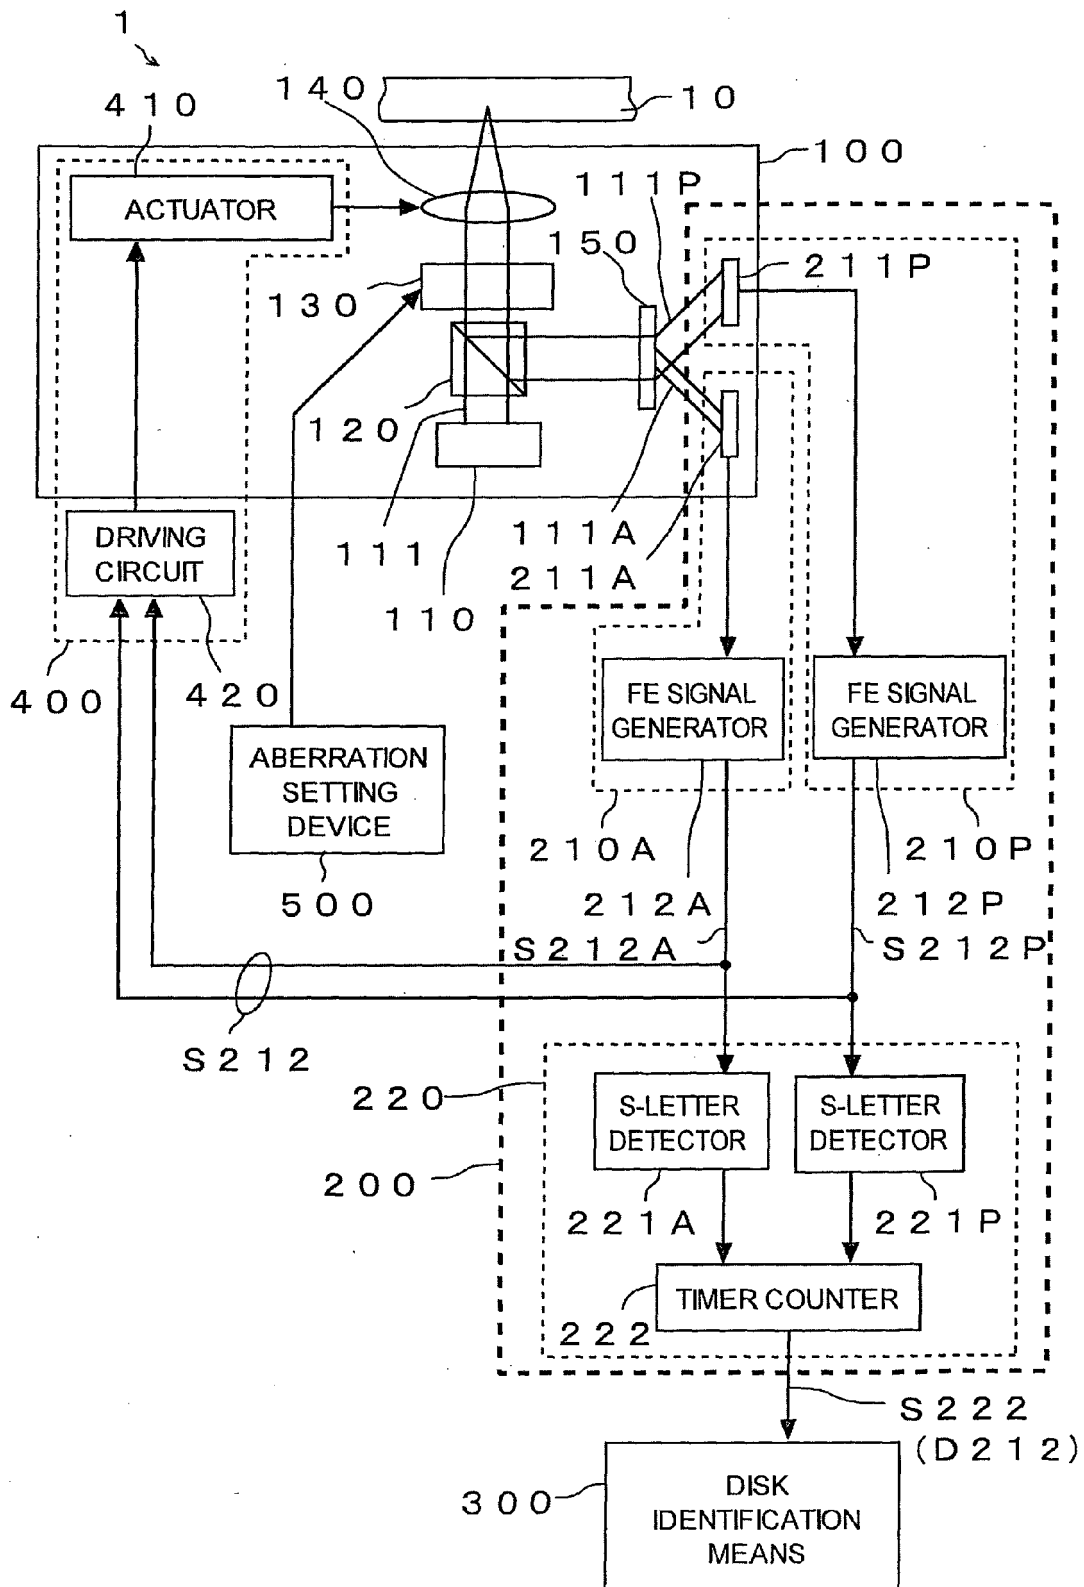 1
410
140
10
100
ACTUATOR
111P
150
211P
130
120
111
110
111A
211A
DRIVING
CIRCUIT
400
420
FE SIGNAL
GENERATOR
FE SIGNAL
GENERATOR
ABERRATION
SETTING
DEVICE
500
210A
210P
212A
212P
S212A
S212P
S212
220
S-LETTER
DETECTOR
S-LETTER
DETECTOR
200
221A
221P
TIMER COUNTER
222
S222
(D212)
300
DISK
IDENTIFICATION
MEANS